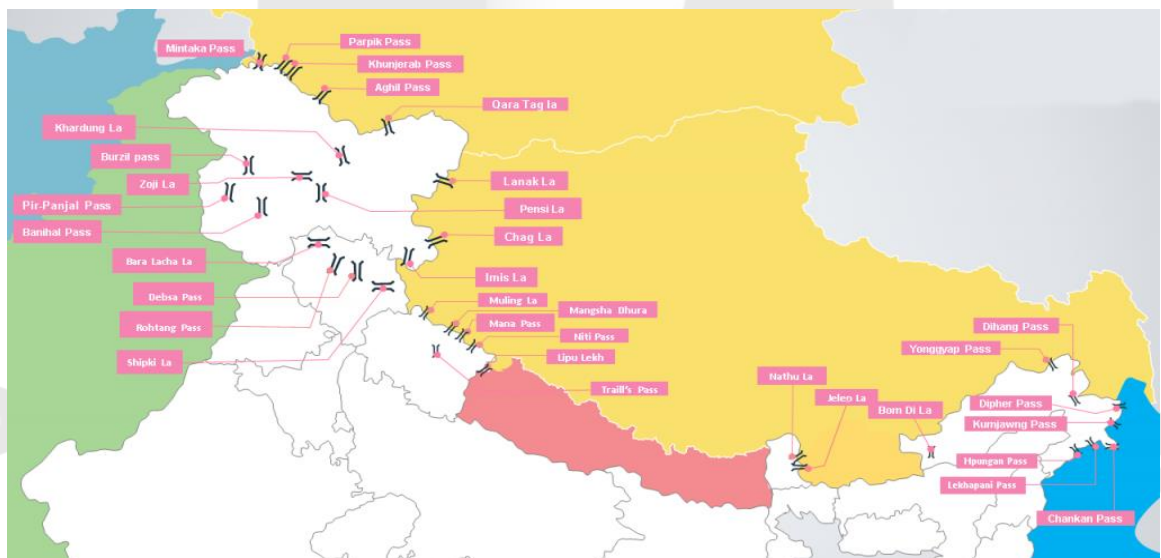 Parpik Pass
Mintaka Pass
Khunjerab Pass
Aghil Pass
Qara Tag la
Khardung La
Burzil pass
Zoji La
Lanak La
Pir-Panjal Pass
Pensi La
Banihal Pass
Chag La
Bara Lacha La
Imis La
Debsa Pass
Muling La
Mangsha Dhura
Rohtang Pass
Mana Pass
Niti Pass
Shipki La
Lipu Lekh
Traill's Pass
Dihang Pass
Yonggyap Pass
Nathu La
Jeleo La
Bom Di La
Dipher Pass
Kumjawng Pass
Hpungan Pass
Lekhapani Pass
Chankan Pass